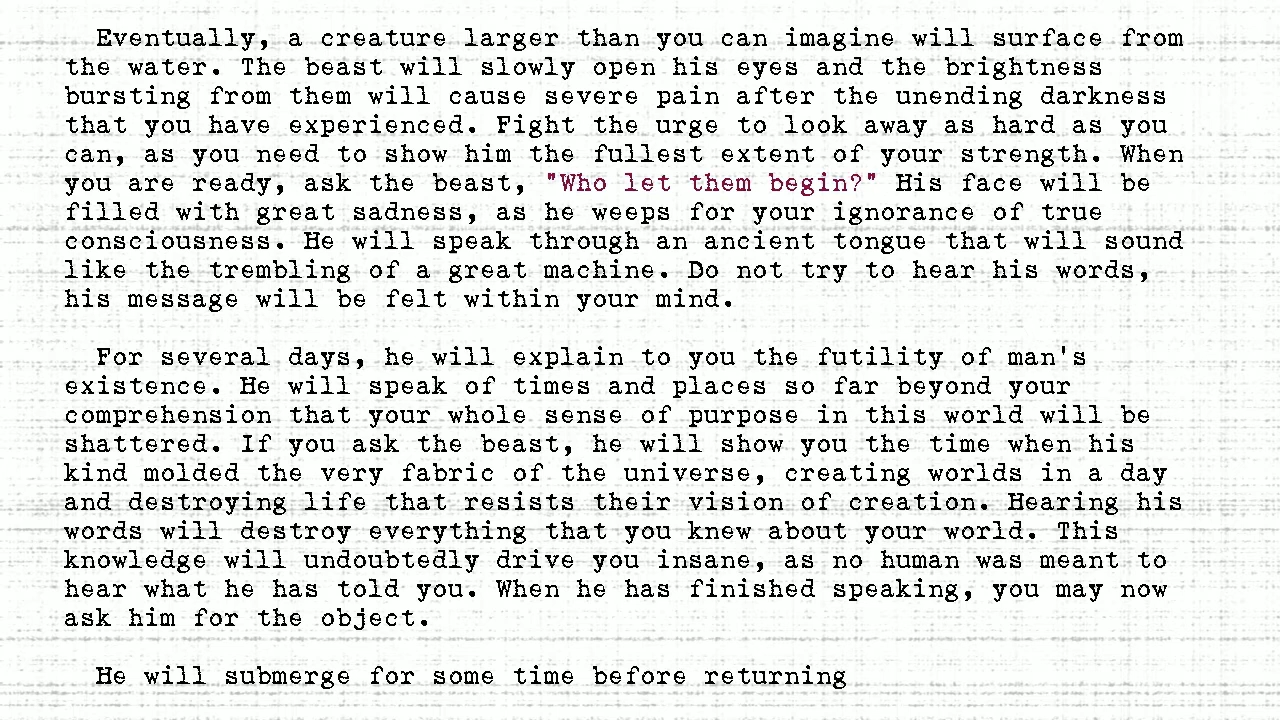 Eventually, a creature larger than you can imagine will surface from
the water. The beast will slowly open his eyes and the brightness
bursting from them will cause severe pain after the unending darkness
that you have experienced. Fight the urge to look away as hard as you
can, as you need to show him the fullest extent of your strength. When
you are ready, ask the beast, "Who let them begin?" His face will be
filled with great sadness, as he weeps for your ignorance of true
consciousness. He will speak through an ancient tongue that will sound
like the trembling of a great machine. Do not try to hear his words,
his message will be felt within your mind.
For several days, he will explain to you the futility of man's
existence. He will speak of times and places so far beyond your
comprehension that your whole sense of purpose in this world will be
shattered. If you ask the beast, he will show you the time when his
kind molded the very fabric of the universe, creating worlds in a day
and destroying life that resists their vision of creation. Hearing his
words will destroy everything that you knew about your world. This
knowledge will undoubtedly drive you insane, as no human was meant to
hear what he has told you. When he has finished speaking, you may now
ask him for the object.
He will submerge for some time before returning